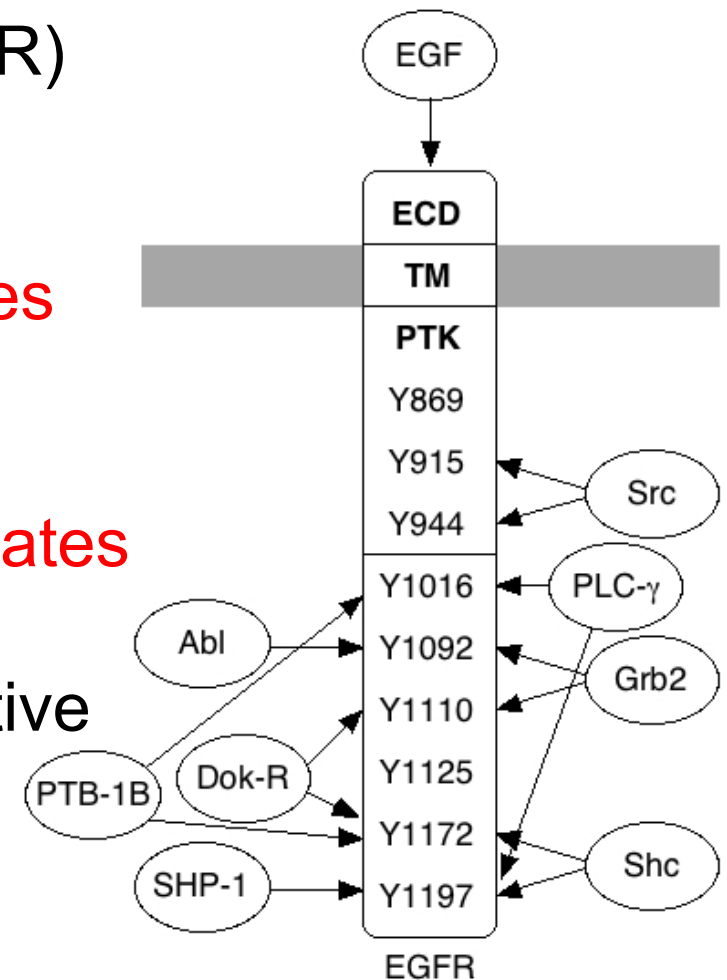 R)
EGF
ECD
es
TM
PTK
Y869
Y915
Src
Y944
ates
Y1016
PLC-γ
Abl
Y1092
Grb2
tive
Y1110
Dok-R
Y1125
PTB-1B
Y1172
Shc
SHP-1
Y1197
EGFR